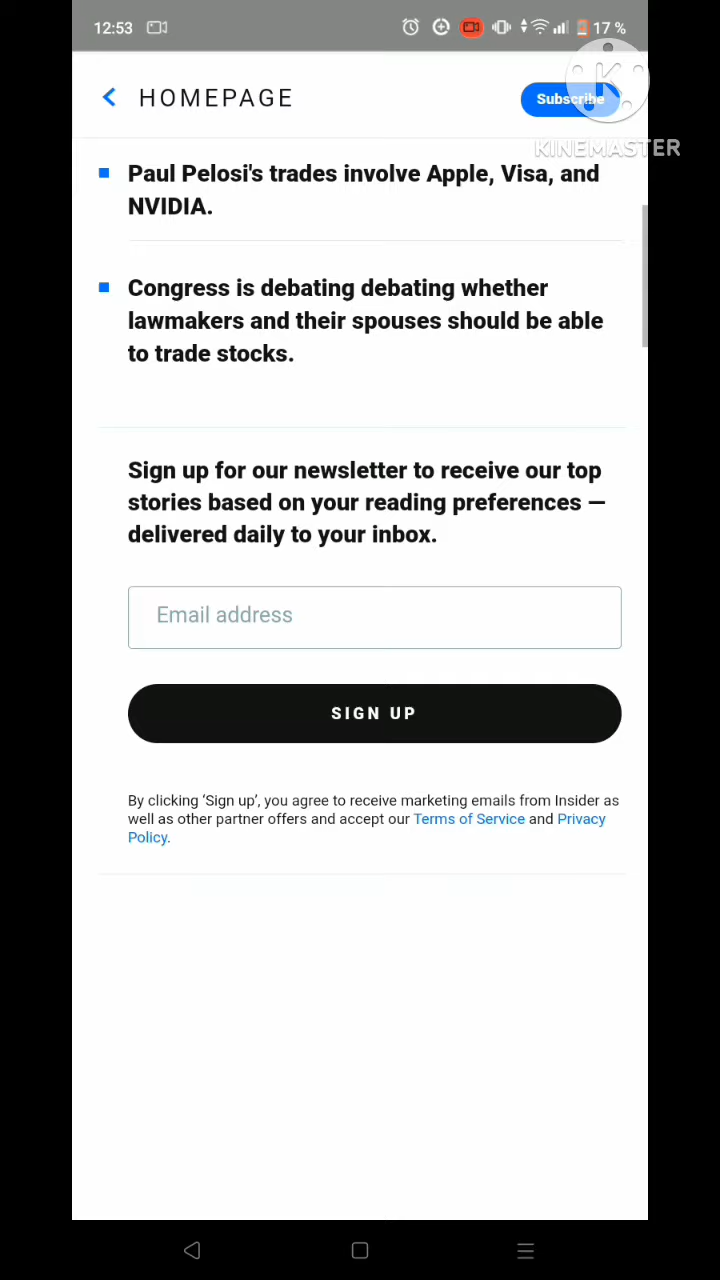 12:53
17 %
HOMEPAGE
Subscribe
K
KINEMASTER
Paul Pelosi's trades involve Apple, Visa, and
NVIDIA.
Congress is debating debating whether
lawmakers and their spouses should be able
to trade stocks.
Sign up for our newsletter to receive our top
stories based on your reading preferences —
delivered daily to your inbox.
Email address
SIGN UP
By clicking ‘Sign up’, you agree to receive marketing emails from Insider as
well as other partner offers and accept our Terms of Service and Privacy
Policy.